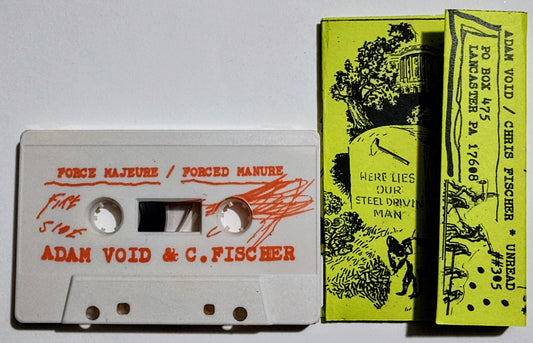 FORCE MAJEURE / FORCED MANURE
FIRE
SIDE
ADAM VOID & C. FISCHER
HERE LIES
OUR
STEEL DRIVIN'
MAN
ADAM VOID / CHRIS FISCHER * UNREAD
##305
PO BOX 475
LANCASTER PA 17608